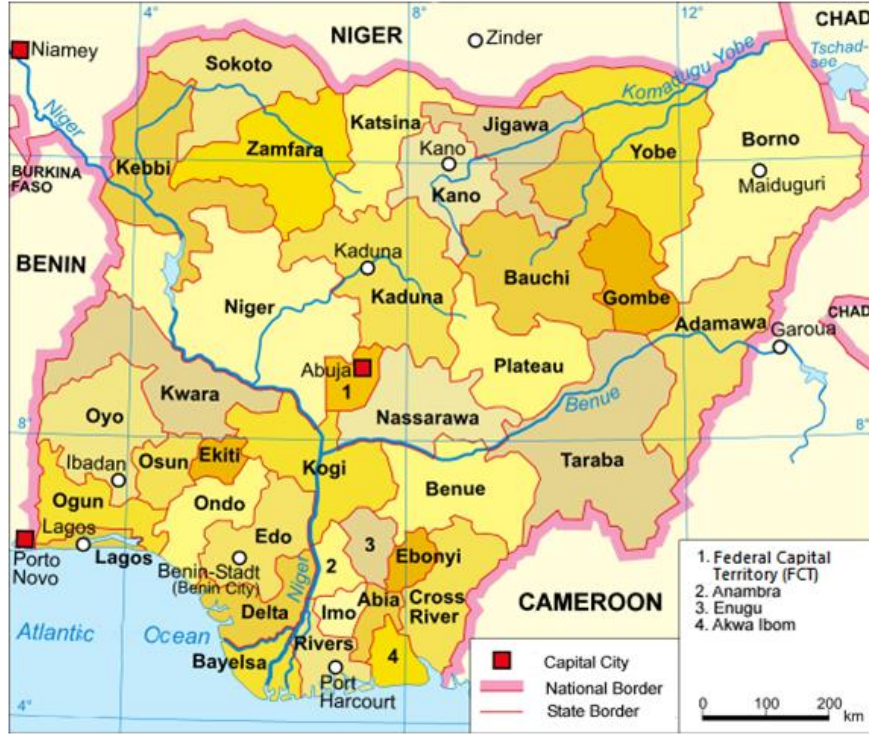 4°
8°
12°
CHAD
NIGER
Zinder
Niamey
Tschad-
see
Sokoto
Komadugu Yobe
Niger
Katsina
Jigawa
Borno
Kano
Zamfara
Yobe
Kebbi
BURKINA
FASO
Maiduguri
Kano
BENIN
Kaduna
Bauchi
Niger
Kaduna
Gombe
CHAD
Adamawa
Garoua
Abuja
Plateau
1
Kwara
Benue
Nassarawa
Oyo
8°
8°
Ekiti
Osun
Taraba
Ibadan
Kogi
Benue
Ogun
Ondo
Lagos
Edo
3
Ebonyi
Porto
Novo
Lagos
2
Benin-Stadt
(Benin City)
Niger
Abia
Cross
River
CAMEROON
Delta
Imo
Atlantic
Ocean
Rivers
4
Bayelsa
Port
Harcourt
4°
1. Federal Capital
Territory (FCT)
2. Anambra
3. Enugu
4. Akwa Ibom
Capital City
National Border
State Border
0 100 200
km